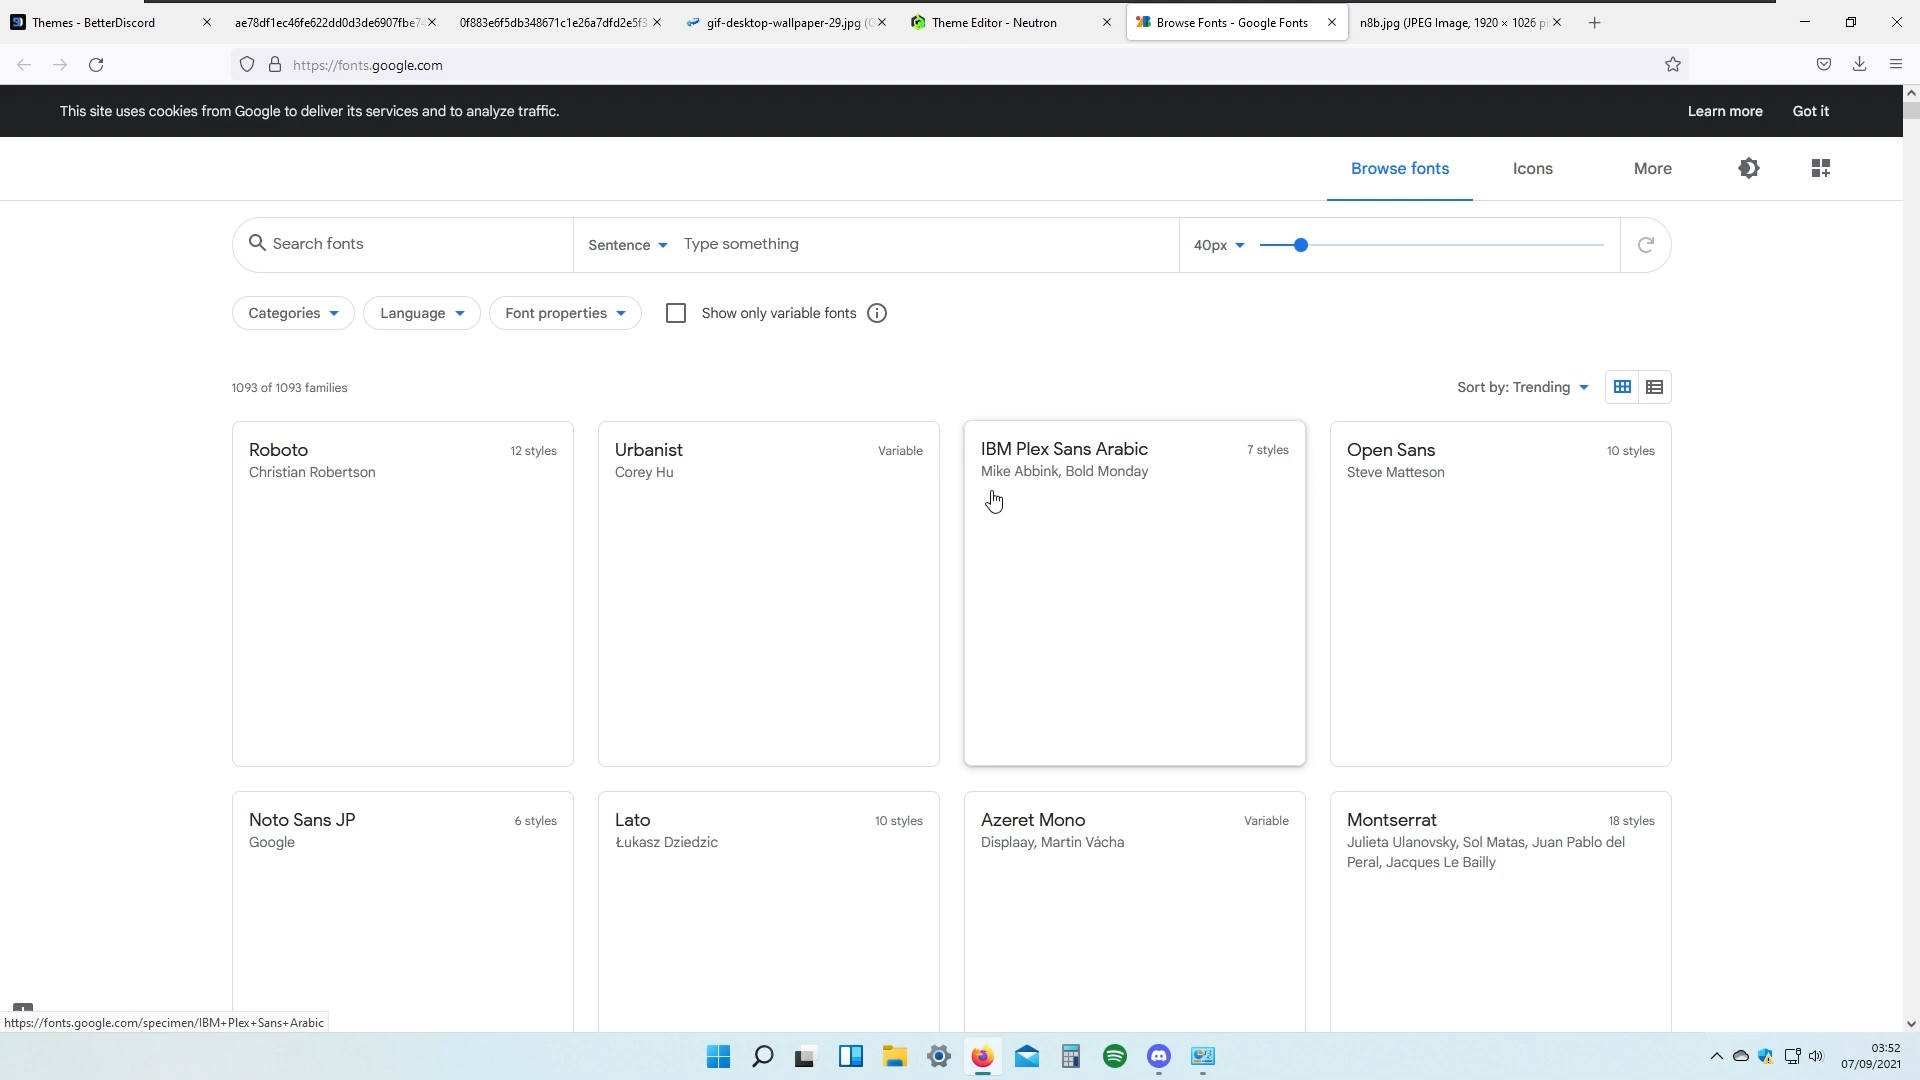 Themes - BetterDiscord
ae78df1ec46fe622dd0d3de6907fbe74
0f883e6f5db348671c1e26a7dfd2e5f3.
gif-desktop-wallpaper-29.jpg (G
Theme Editor - Neutron
Browse Fonts - Google Fonts
n8b.jpg (JPEG Image, 1920 × 1026 pi
https://fonts.google.com
This site uses cookies from Google to deliver its services and to analyze traffic.
Learn more
Got it
Browse fonts
Icons
More
Search fonts
Sentence
Type something
40px
Categories
Language
Font properties
Show only variable fonts
1093 of 1093 families
Sort by: Trending
Roboto
12 styles
Christian Robertson
Urbanist
Variable
Corey Hu
IBM Plex Sans Arabic
7 styles
Mike Abbink, Bold Monday
Open Sans
10 styles
Steve Matteson
Noto Sans JP
6 styles
Google
Lato
10 styles
Łukasz Dziedzic
Azeret Mono
Variable
Displaay, Martin Vácha
Montserrat
18 styles
Julieta Ulanovsky, Sol Matas, Juan Pablo del
Peral, Jacques Le Bailly
https://fonts.google.com/specimen/IBM+Plex+Sans+Arabic
03:52
07/09/2021